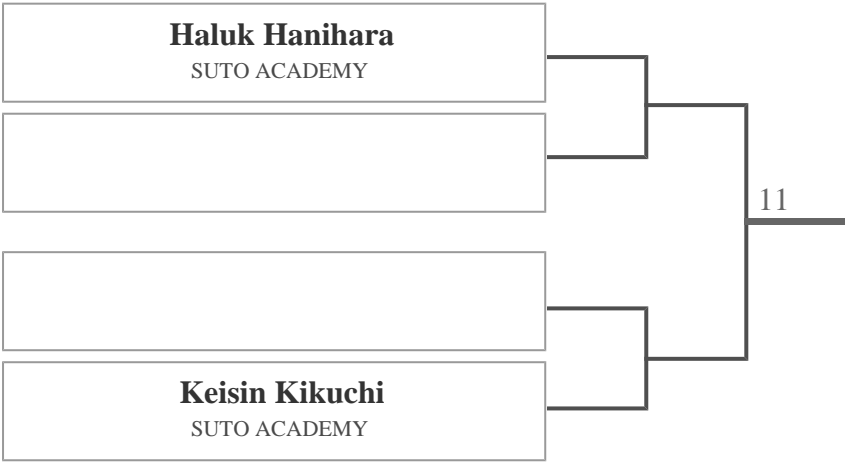 Haluk Hanihara
SUTO ACADEMY
11
Keisin Kikuchi
SUTO ACADEMY